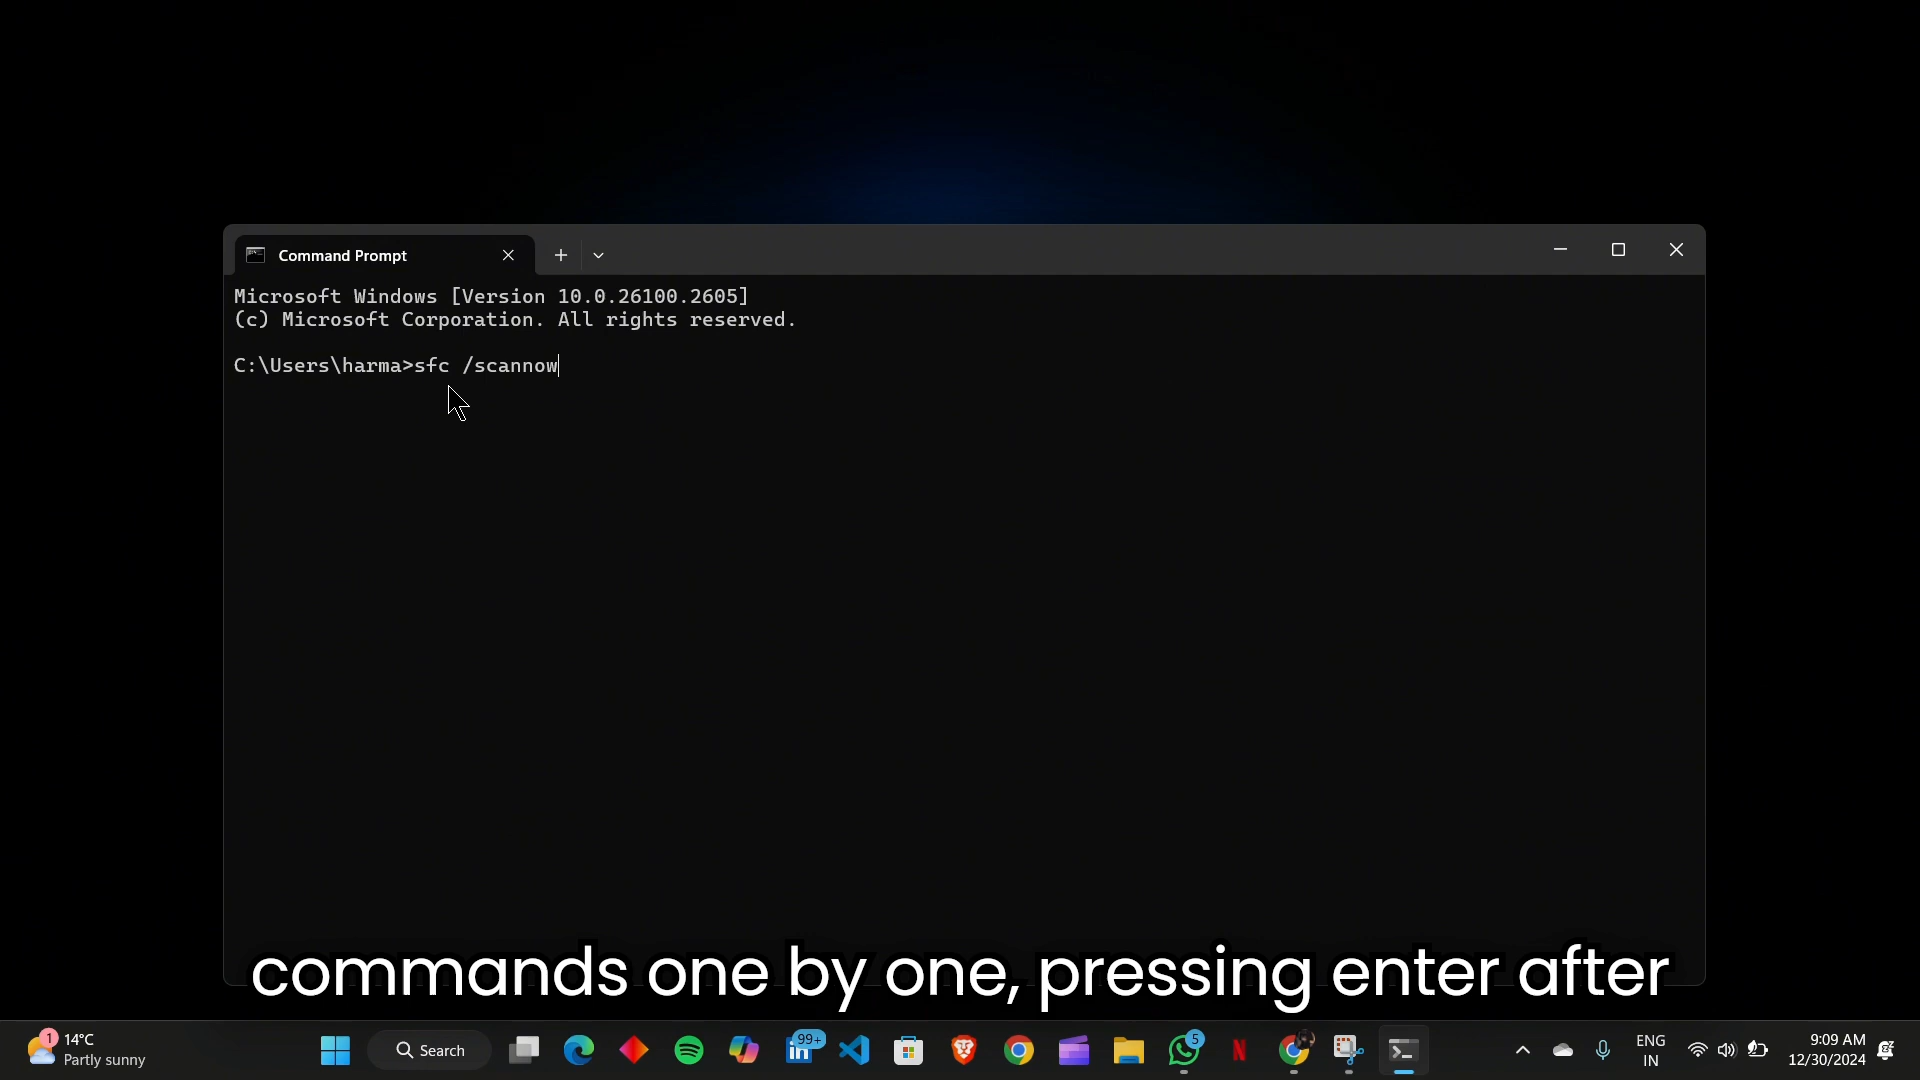 Command Prompt
Microsoft Windows [Version 10.0.26100.2605]
(c) Microsoft Corporation. All rights reserved.
C:\Users\harma>sfc /scannow
commands one by one, pressing enter after
1
14°C
Partly sunny
Search
99+
in
5
N
ENG
IN
9:09 AM
12/30/2024